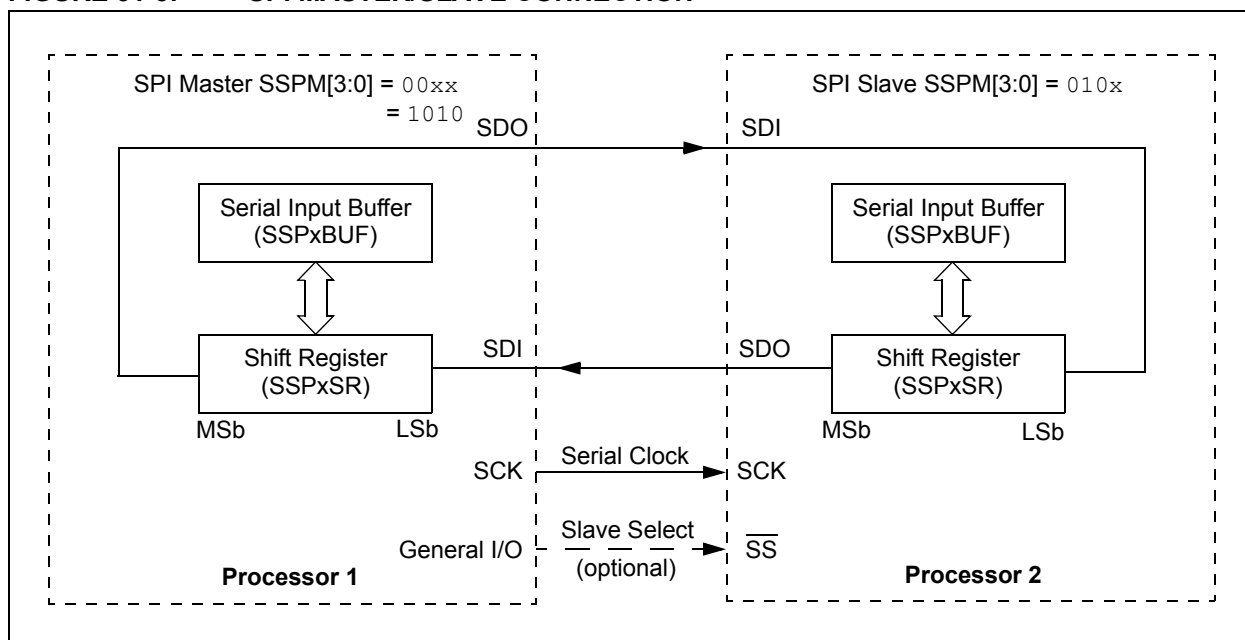 SPI Master SSPM[3:0] = 00xx
= 1010
SDO
Serial Input Buffer
(SSPxBUF)
Shift Register
(SSPxSR)
MSb
LSb
SDI
SCK
General I/O
Processor 1
Serial Clock
Slave Select
(optional)
SPI Slave SSPM[3:0] = 010x
SDI
Serial Input Buffer
(SSPxBUF)
SDO
Shift Register
(SSPxSR)
MSb
LSb
SCK
SS
Processor 2